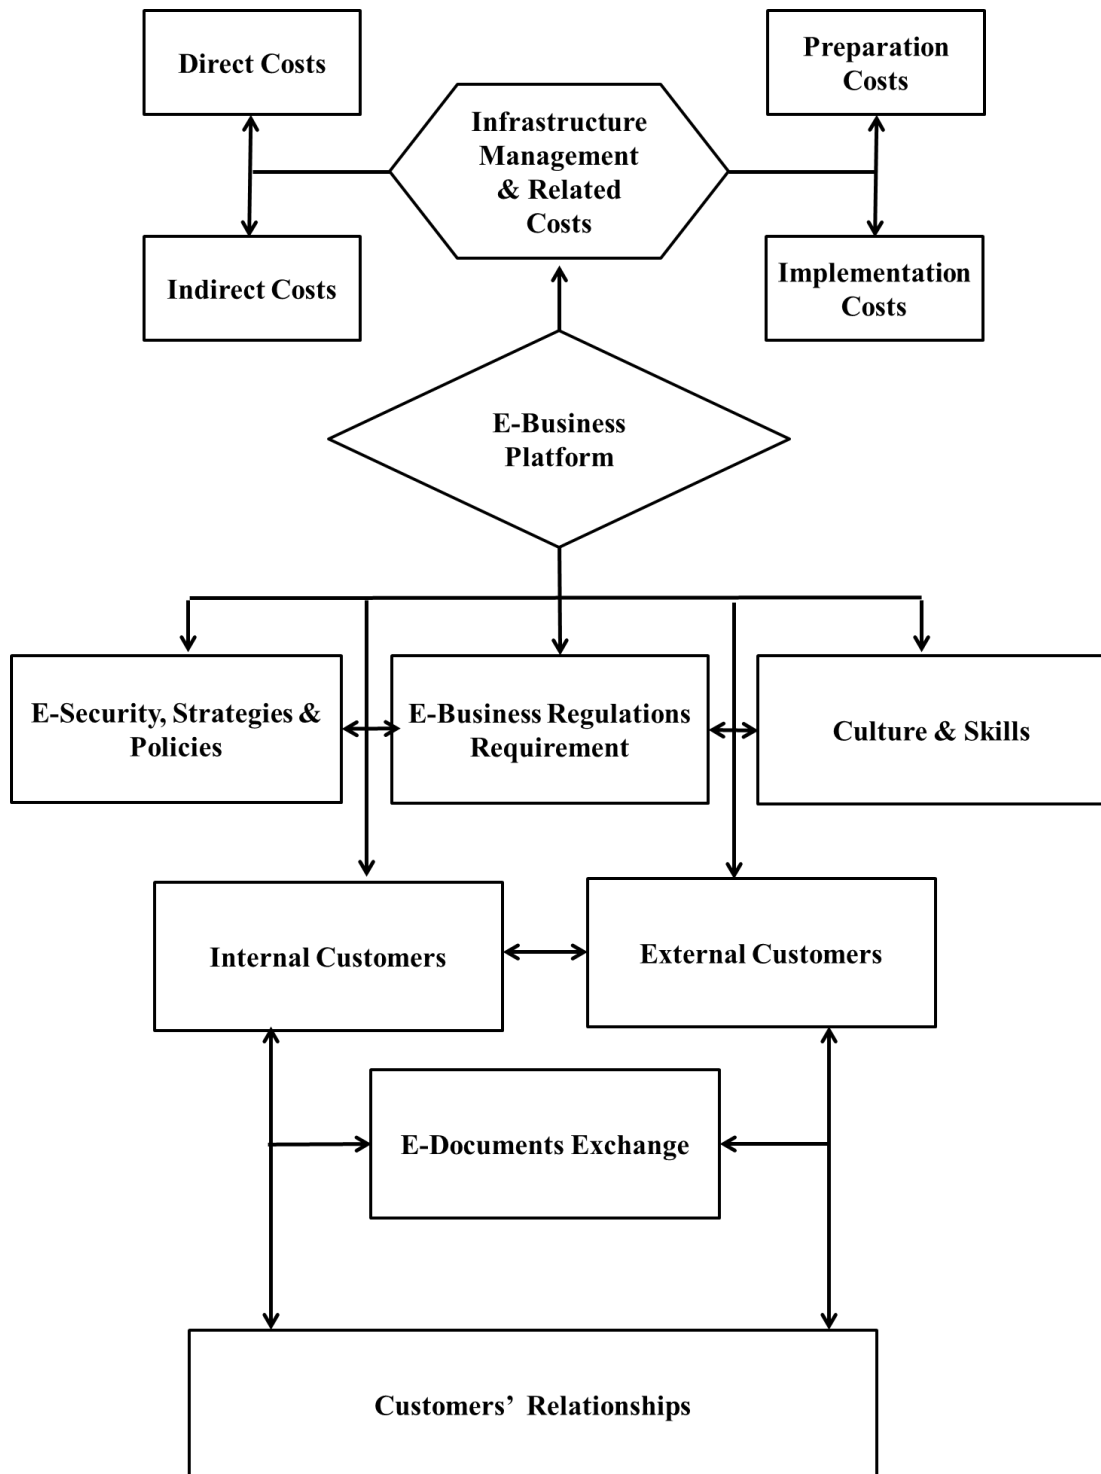 Direct Costs
Preparation
Costs
Infrastructure
Management
& Related
Costs
Indirect Costs
Implementation
Costs
E-Business
Platform
E-Security, Strategies &
Policies
E-Business Regulations
Requirement
Culture & Skills
Internal Customers
External Customers
E-Documents Exchange
Customers’ Relationships